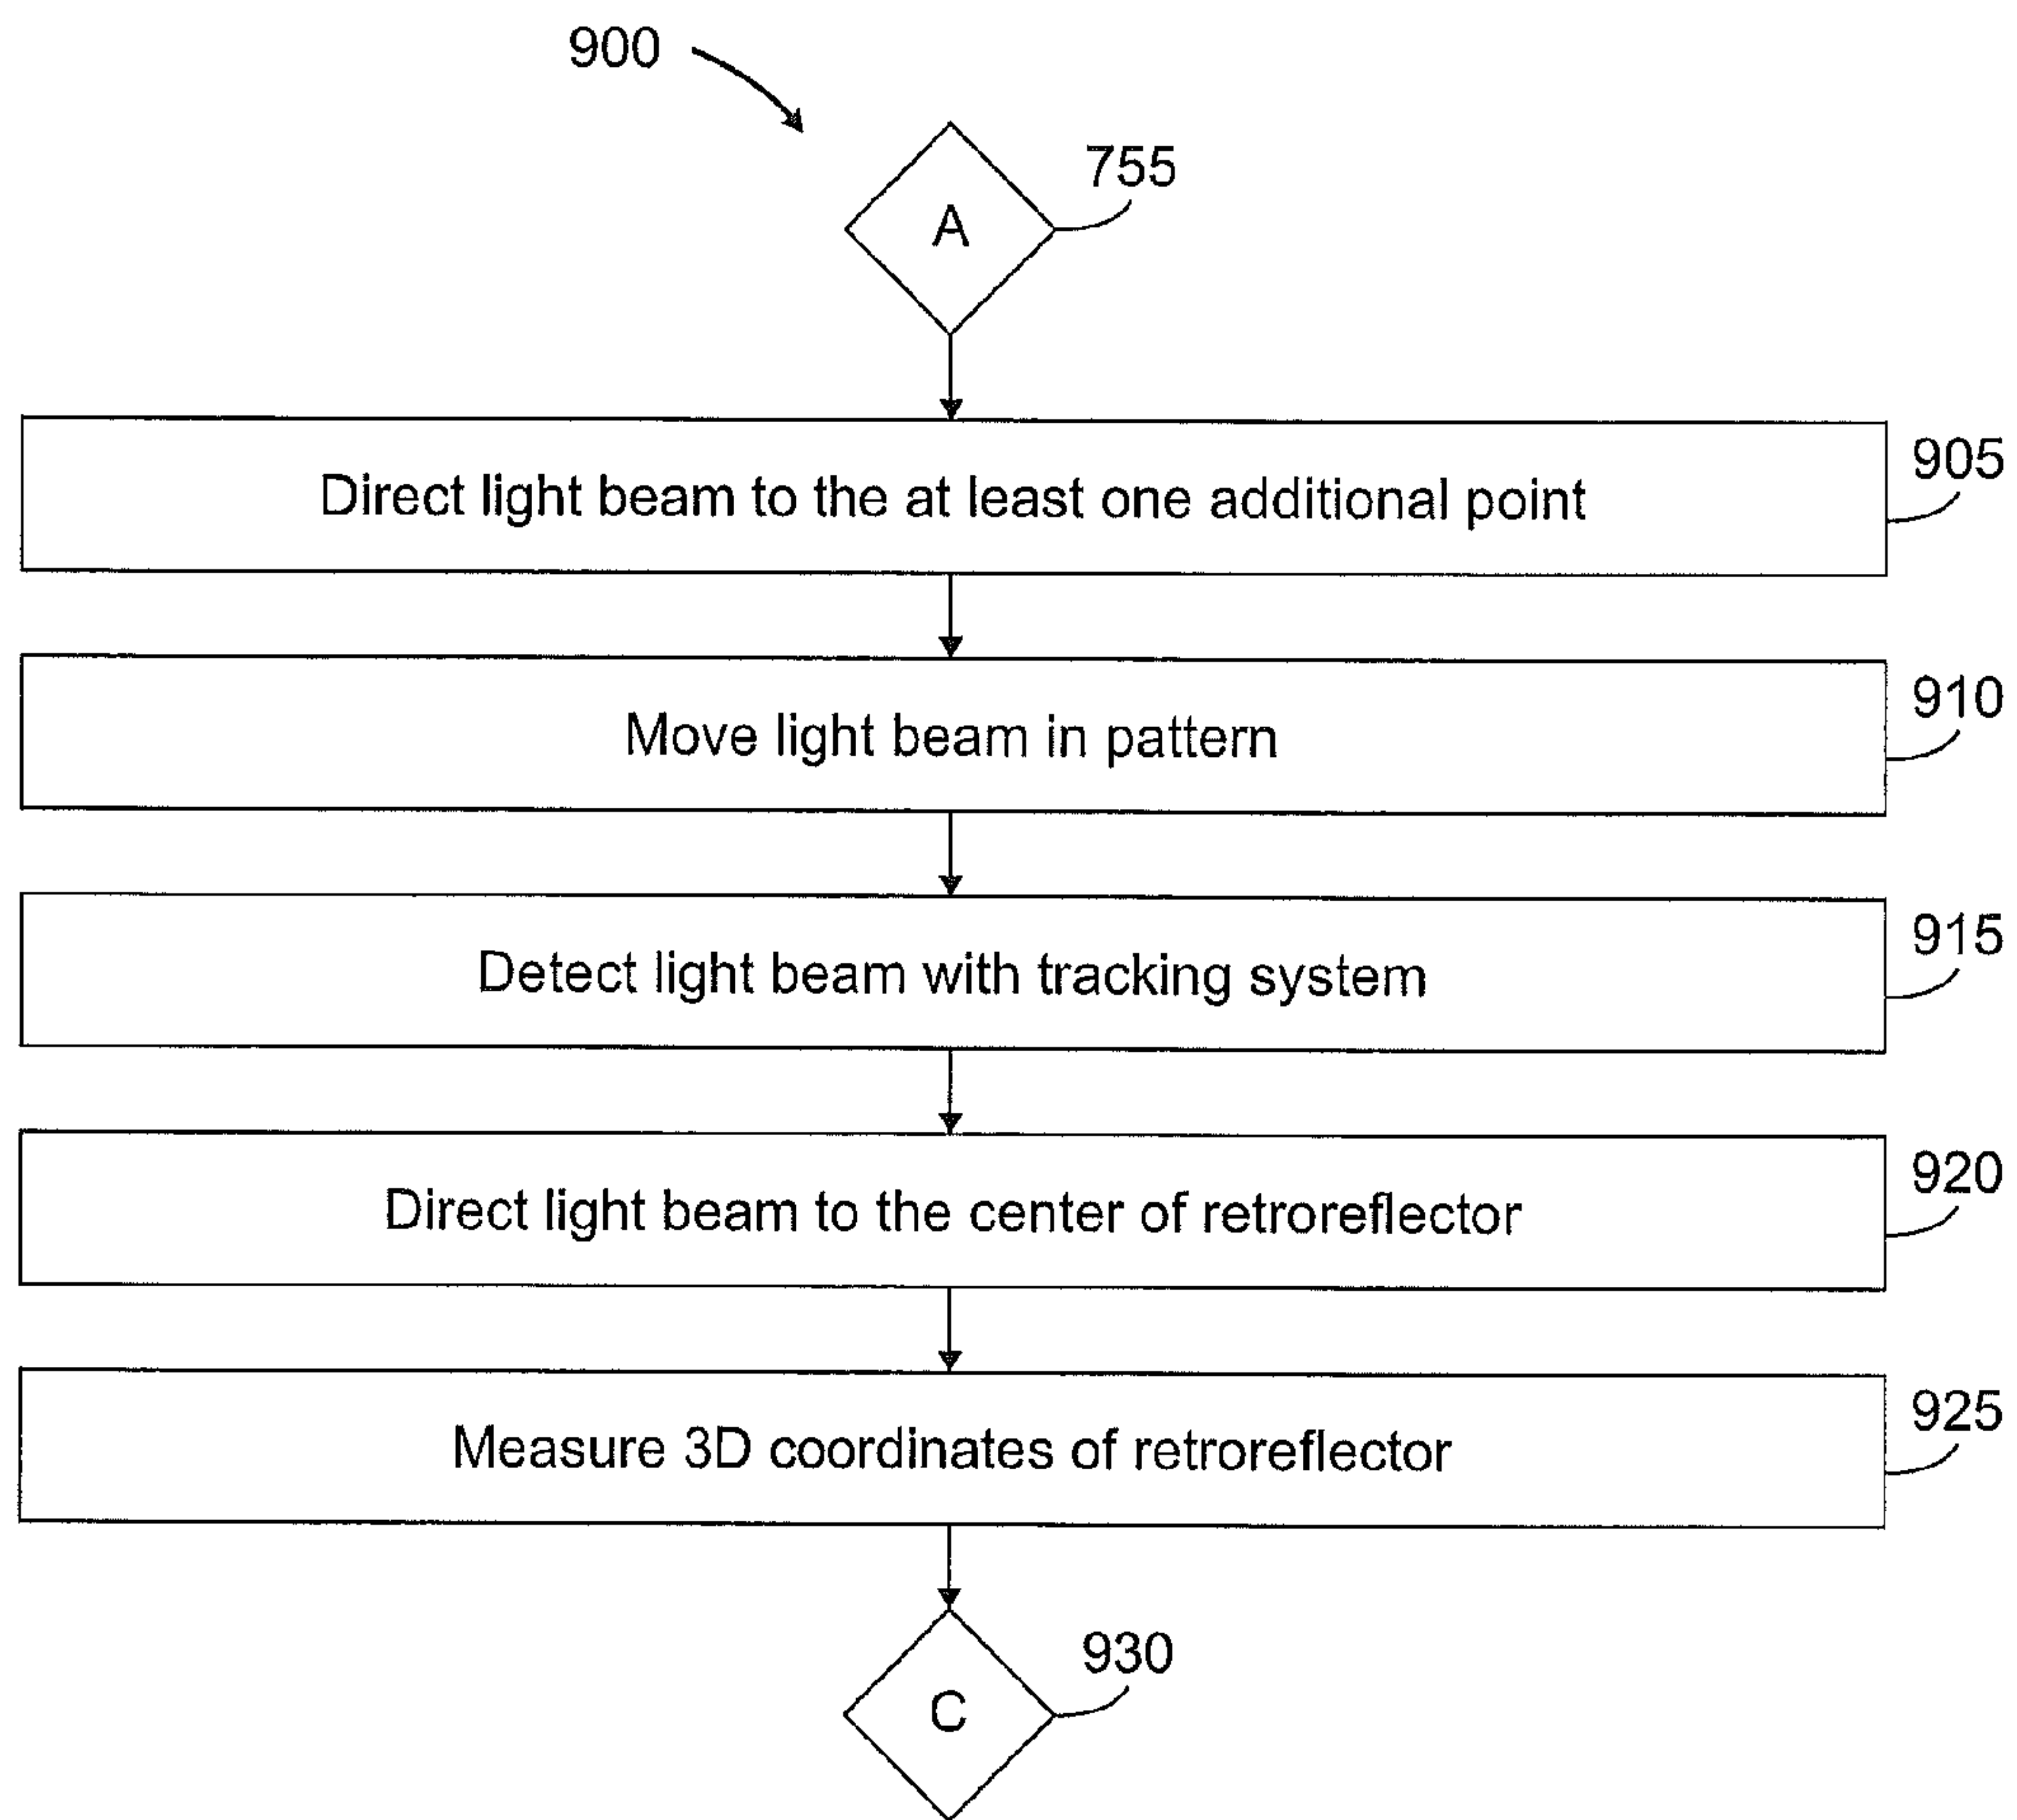 900
755
A
Direct light beam to the at least one additional point
905
Move light beam in pattern
910
Detect light beam with tracking system
915
Direct light beam to the center of retroreflector
920
Measure 3D coordinates of retroreflector
925
930
C